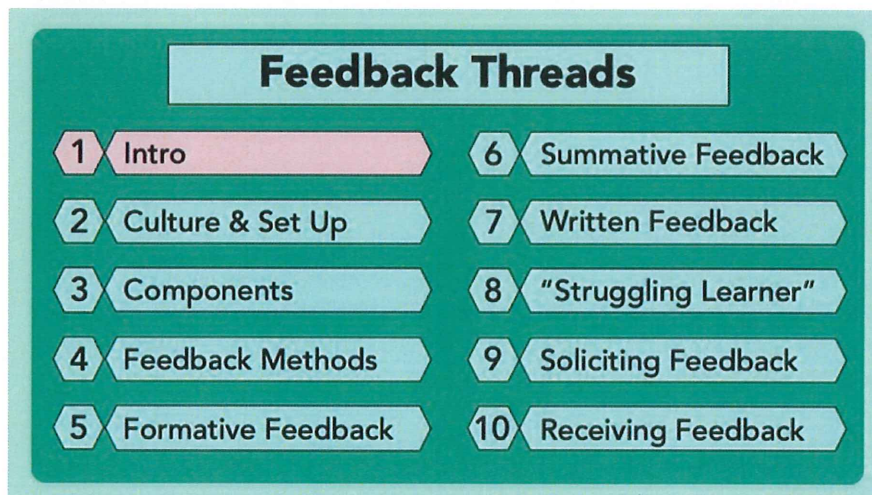 Feedback Threads
1 Intro
2 Culture & Set Up
3 Components
4 Feedback Methods
5 Formative Feedback
6 Summative Feedback
7 Written Feedback
8 "Struggling Learner"
9 Soliciting Feedback
10 Receiving Feedback